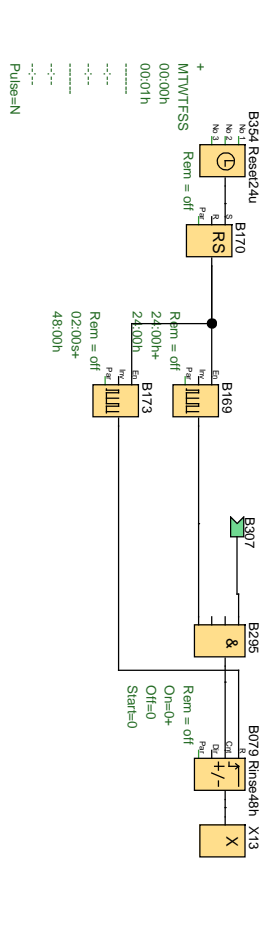 B354 Reset24u
No 1
No 2
No 3
+
MTWTFSS
00:00h
00:01h
------
--:--
--:--
------
--:--
--:--
Pulse=N
Rem = off
B170
S
R
Par
RS
Rem = off
24:00h+
24:00h
B169
En
Inv
Par
Rem = off
02:00s+
48:00h
B173
En
Inv
Par
B307
B295
&
B079 Rinse48h
R
Cnt
Dir
Par
+/-
Rem = off
On=0+
Off=0
Start=0
X13
X